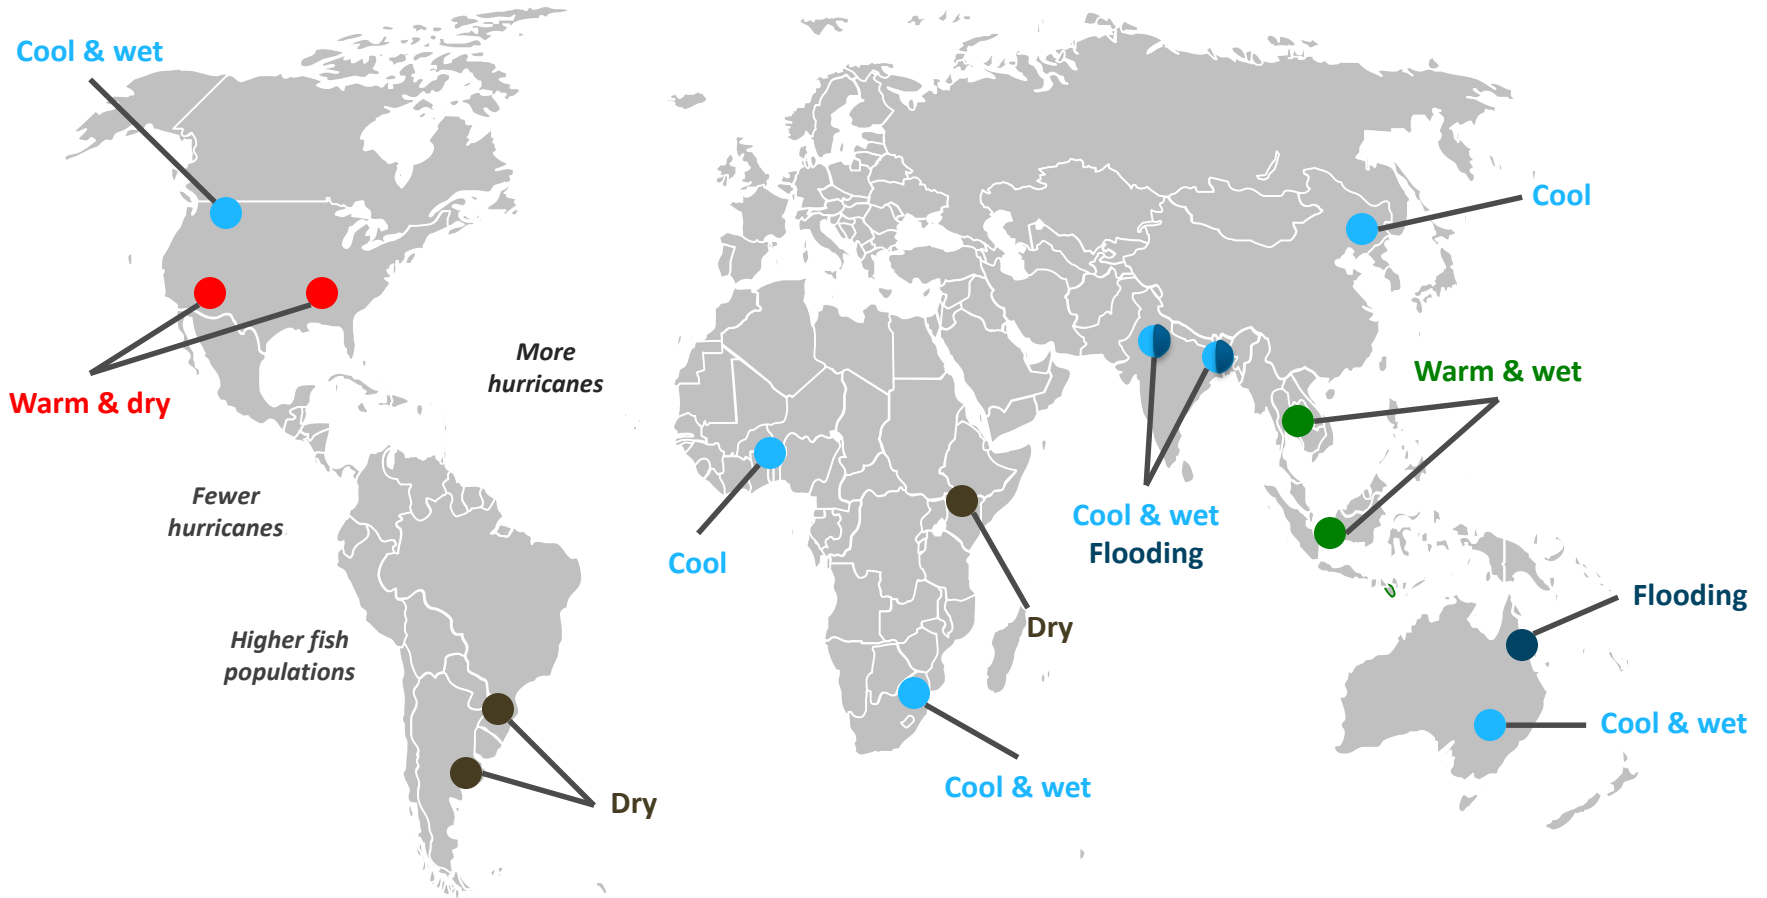 Cool & wet
Cool
More
hurricanes
Warm & wet
Warm & dry
Fewer
hurricanes
Cool & wet
Flooding
Cool
Flooding
Dry
Higher fish
populations
Cool & wet
Cool & wet
Dry